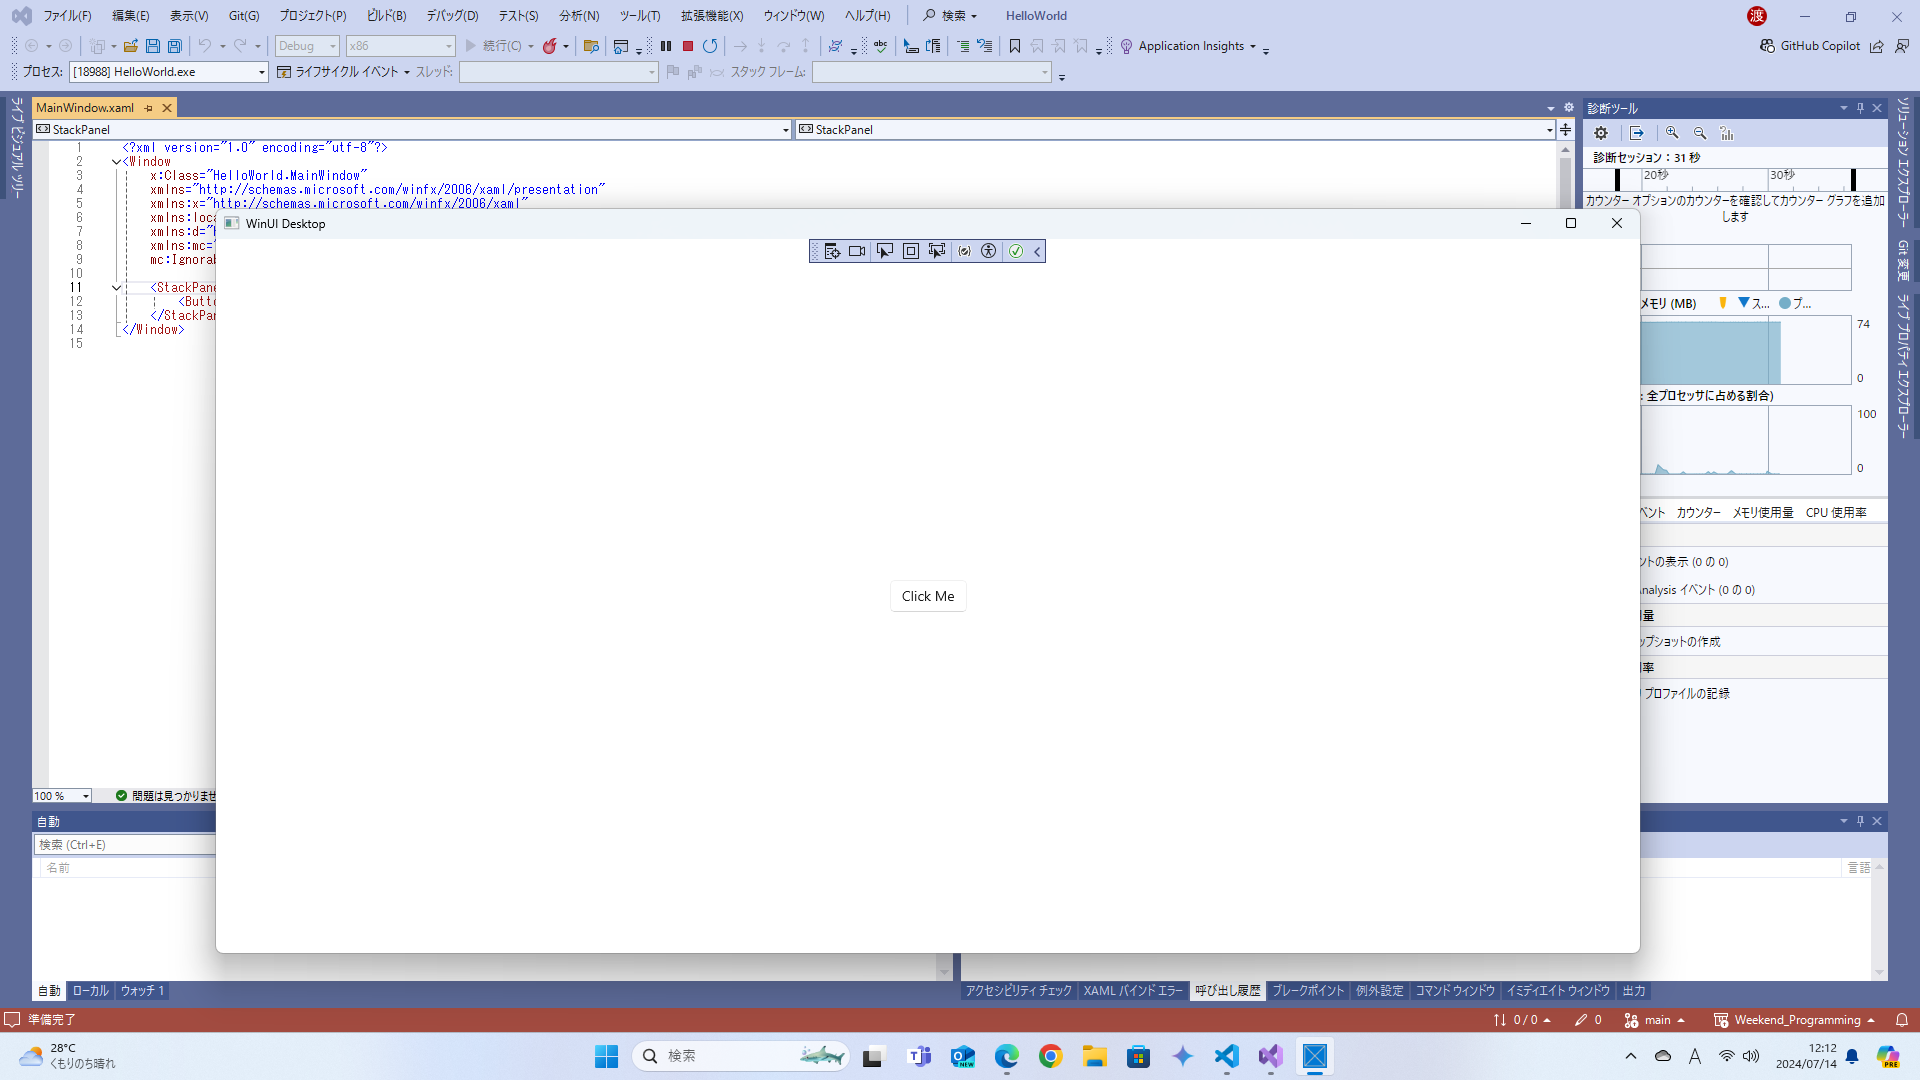 ファイル(F) 編集(E) 表示(V) Git(G) プロジェクト(P) ビルド(B) デバッグ(D) テスト(S) 分析(N) ツール(T) 拡張機能(X) ウィンドウ(W) ヘルプ(H) 検索 HelloWorld 渡
Debug x86 続行(C) Application Insights GitHub Copilot
プロセス: [18988] HelloWorld.exe ライフサイクル イベント スレッド: スタック フレーム:
ライブ ビジュアル ツリー
MainWindow.xaml
StackPanel StackPanel
1 <?xml version="1.0" encoding="utf-8"?>
2 <Window
3 x:Class="HelloWorld.MainWindow"
4 xmlns="http://schemas.microsoft.com/winfx/2006/xaml/presentation"
5 xmlns:x="http://schemas.microsoft.com/winfx/2006/xaml"
6 xmlns:loca
7 xmlns:d="
8 xmlns:mc="
9 mc:Ignorab
10
11 <StackPane
12 <Butto
13 </StackPan
14 </Window>
15
100 % 問題は見つかりませ
WinUI Desktop
Click Me
診断ツール
診断セッション: 31 秒
20秒 30秒
カウンター オプションのカウンターを確認してカウンター グラフを追加
します
メモリ (MB) ス... プ...
74
0
: 全プロセッサに占める割合)
100
0
ベント カウンター メモリ使用量 CPU 使用率
ントの表示 (0 の 0)
nalysis イベント (0 の 0)
量
ップショットの作成
率
プロファイルの記録
ソリューション エクスプローラー
Git 変更
ライブ プロパティ エクスプローラー
自動
検索 (Ctrl+E)
名前
言語
自動 ローカル ウォッチ 1
アクセシビリティ チェック XAML バインド エラー 呼び出し履歴 ブレークポイント 例外設定 コマンド ウィンドウ イミディエイト ウィンドウ 出力
準備完了 0 / 0 0 main Weekend_Programming
28°C
くもりのち晴れ
検索
A
12:12
2024/07/14
PRE